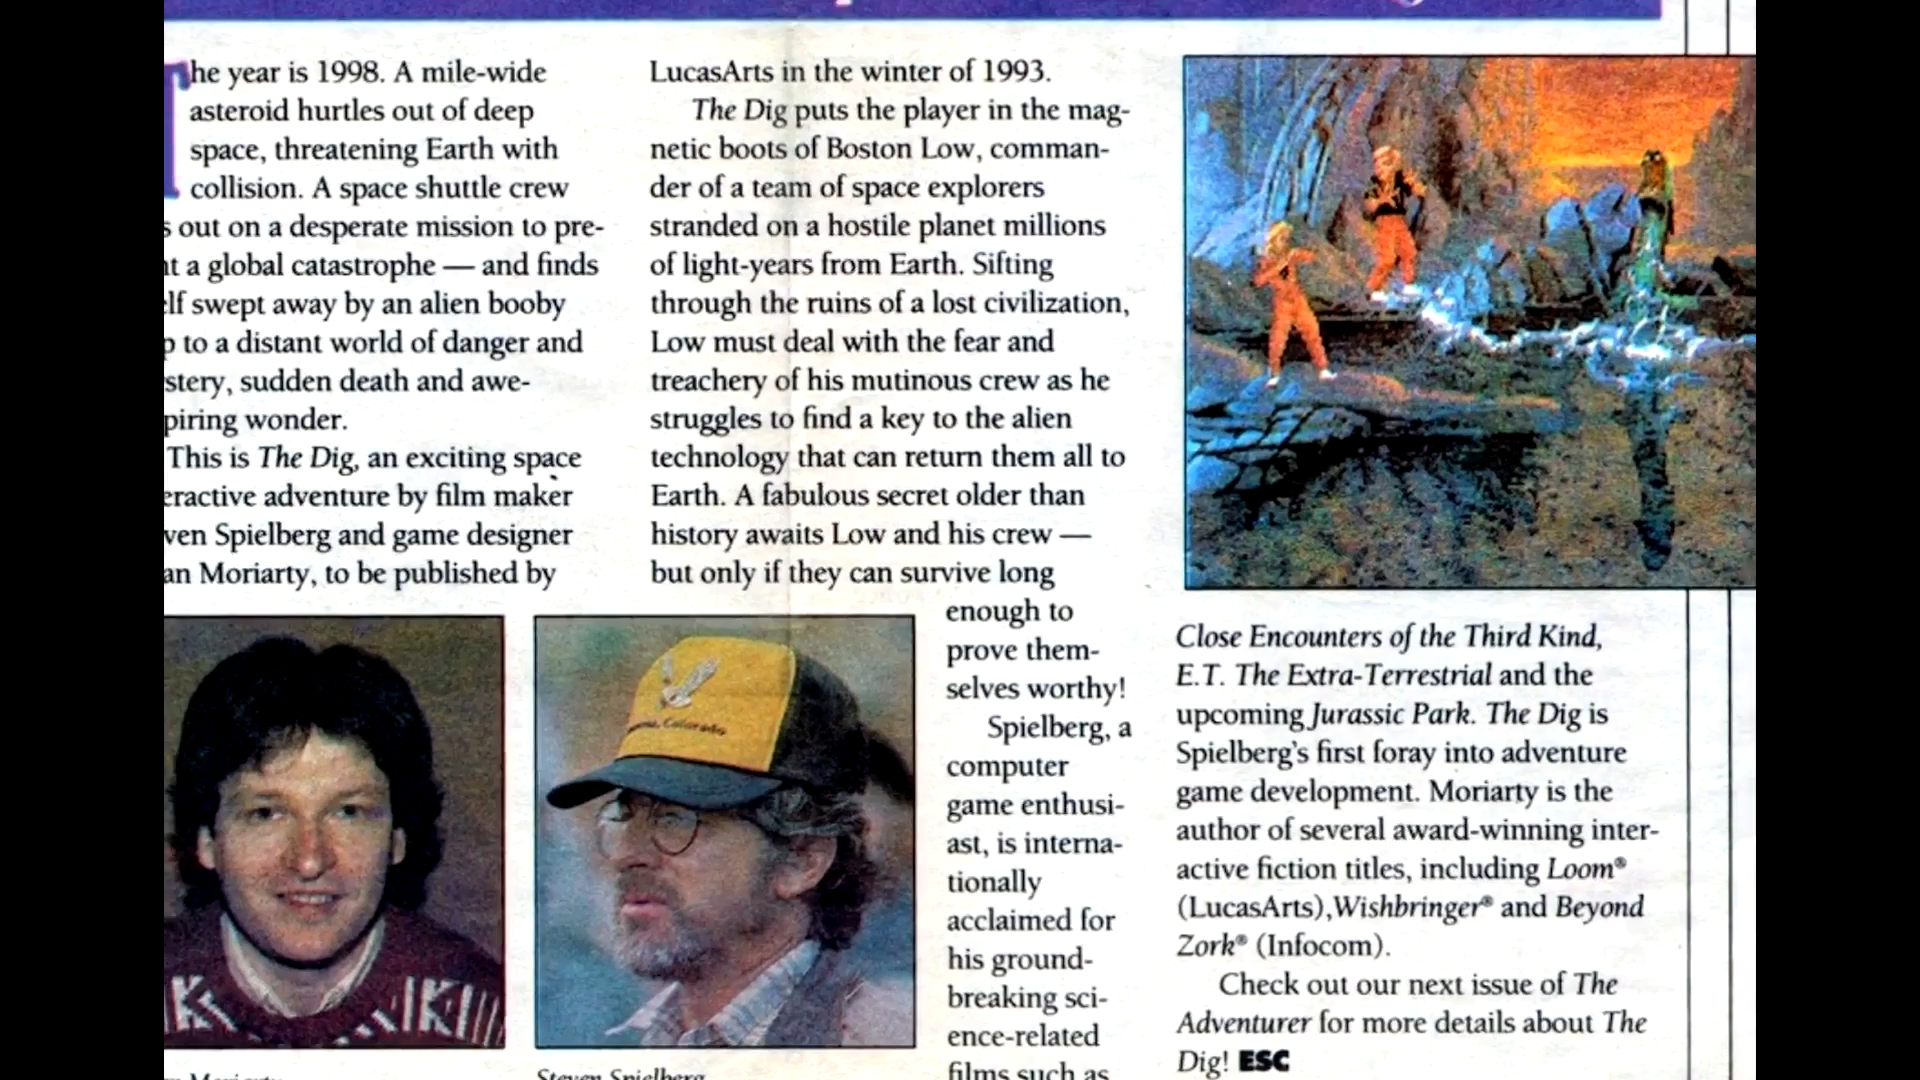 he year is 1998. A mile-wide
asteroid hurtles out of deep
space, threatening Earth with
collision. A space shuttle crew
out on a desperate mission to pre-
a global catastrophe — and finds
swept away by an alien booby
to a distant world of danger and
sudden death and awe-
wonder.
This is The Dig, an exciting space
adventure by film maker
Spielberg and game designer
Moriarty, to be published by
LucasArts in the winter of 1993.
The Dig puts the player in the mag-
netic boots of Boston Low, comman-
der of a team of space explorers
stranded on a hostile planet millions
of light-years from Earth. Sifting
through the ruins of a lost civilization,
Low must deal with the fear and
treachery of his mutinous crew as he
struggles to find a key to the alien
technology that can return them all to
Earth. A fabulous secret older than
history awaits Low and his crew —
but only if they can survive long
enough to
prove them-
selves worthy!
Spielberg, a
computer
game enthusi-
ast, is interna-
tionally
acclaimed for
his ground-
breaking sci-
ence-related
films such as
Close Encounters of the Third Kind,
E.T. The Extra-Terrestrial and the
upcoming Jurassic Park. The Dig is
Spielberg's first foray into adventure
game development. Moriarty is the
author of several award-winning inter-
active fiction titles, including Loom®
(LucasArts),Wishbringer® and Beyond
Zork® (Infocom).
Check out our next issue of The
Adventurer for more details about The
Dig! ESC
Colorado
Moriarty
Steven Spielberg